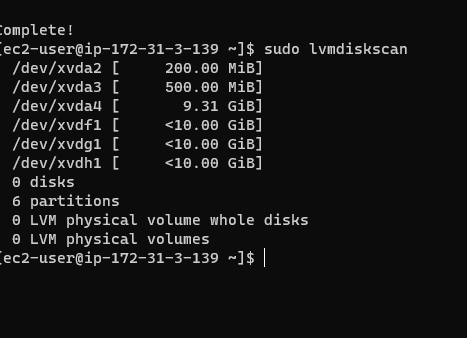 Complete!
[ec2-user@ip-172-31-3-139 ~]$ sudo lvmdiskscan
  /dev/xvda2 [     200.00 MiB]
  /dev/xvda3 [     500.00 MiB]
  /dev/xvda4 [       9.31 GiB]
  /dev/xvdf1 [     <10.00 GiB]
  /dev/xvdg1 [     <10.00 GiB]
  /dev/xvdh1 [     <10.00 GiB]
  0 disks
  6 partitions
  0 LVM physical volume whole disks
  0 LVM physical volumes
[ec2-user@ip-172-31-3-139 ~]$